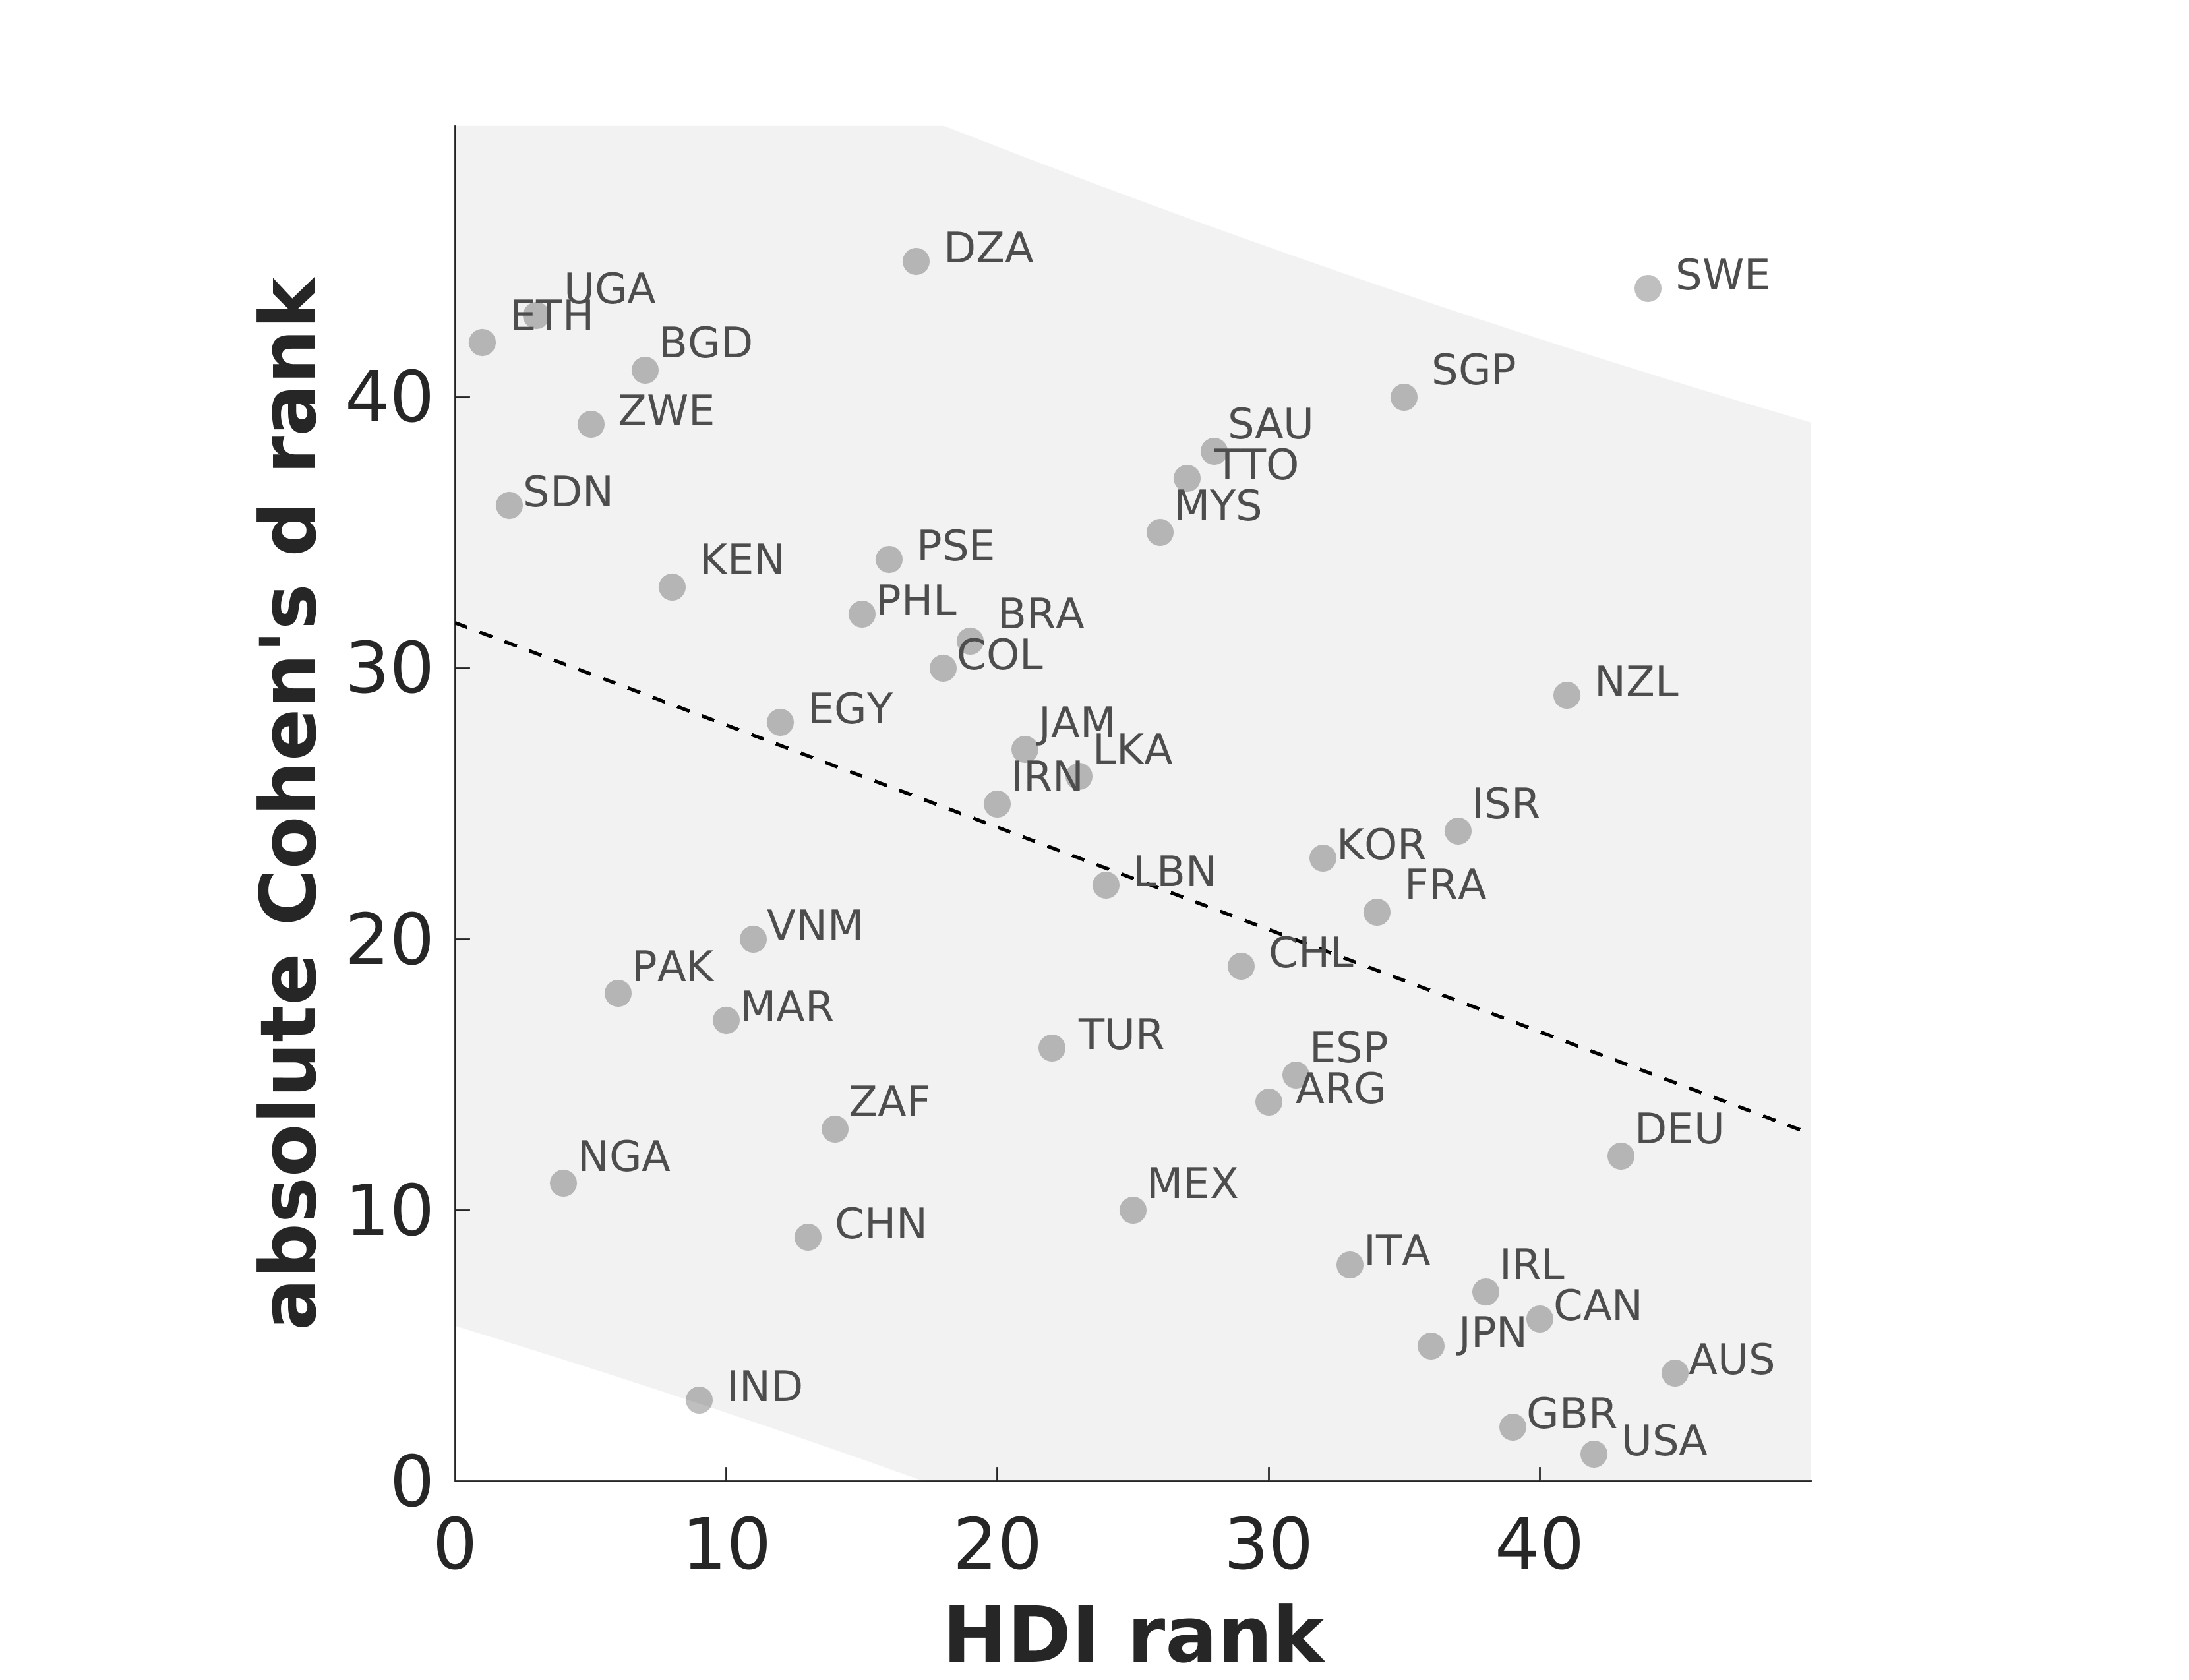 DZA
SWE
UGA
ETH
BGD
SGP
40
ZWE
SAU
TTO
SDN
MYS
KEN
PSE
PHL
BRA
30
COL
NZL
EGY
JAM
LKA
IRN
ISR
KOR
LBN
FRA
20
VNM
CHL
PAK
MAR
TUR
ESP
ARG
ZAF
DEU
NGA
10
MEX
CHN
ITA
IRL
CAN
JPN
AUS
IND
GBR
USA
0
absolute Cohen's d rank
0 10 20 30 40
HDI rank